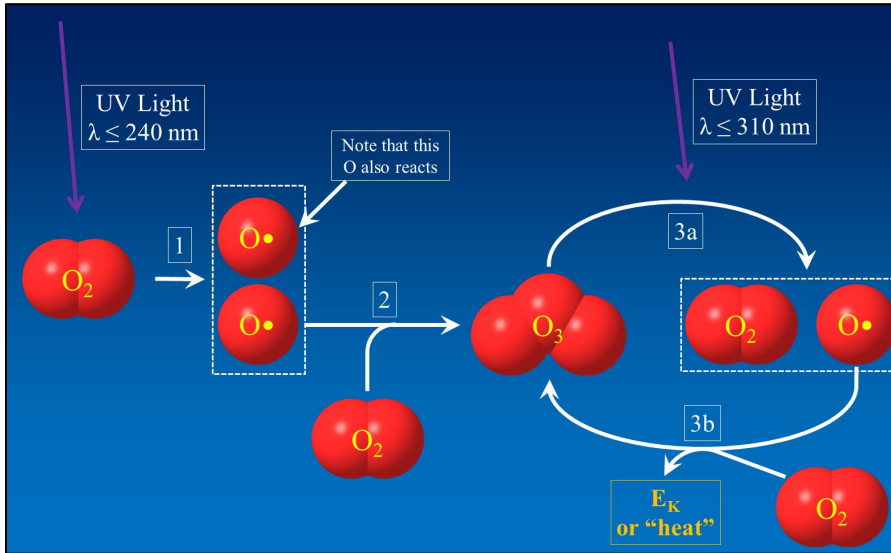 UV Light
λ ≤ 240 nm
UV Light
λ ≤ 310 nm
Note that this
O also reacts
O₂
1
O•
O•
2
O₂
O₃
3a
O₂
O•
3b
E_K
or “heat”
O₂